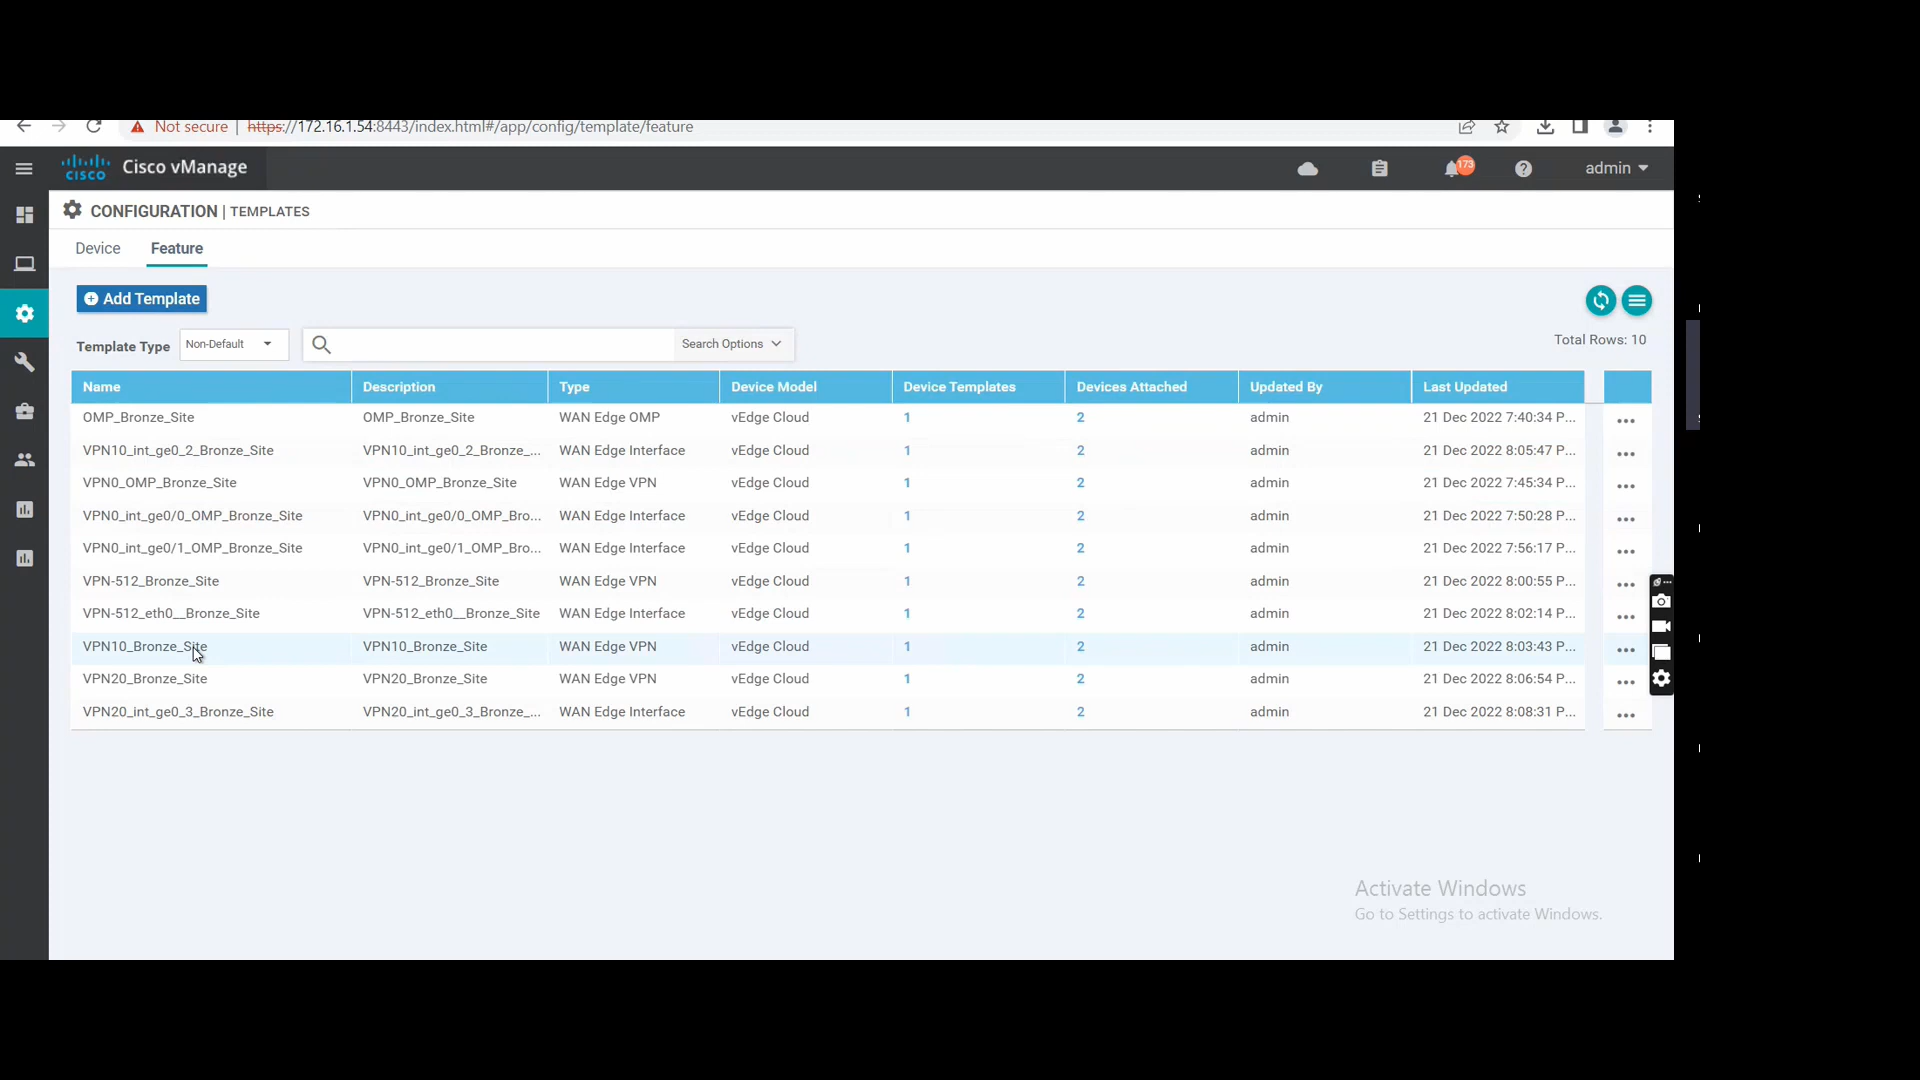 Not secure | https://172.16.1.54:8443/index.html#/app/config/template/feature
cisco Cisco vManage 173 admin
CONFIGURATION | TEMPLATES
Device Feature
Add Template
Template Type Non-Default Search Options Total Rows: 10
Name Description Type Device Model Device Templates Devices Attached Updated By Last Updated
OMP_Bronze_Site OMP_Bronze_Site WAN Edge OMP vEdge Cloud 1 2 admin 21 Dec 2022 7:40:34 P...
VPN10_int_ge0_2_Bronze_Site VPN10_int_ge0_2_Bronze_... WAN Edge Interface vEdge Cloud 1 2 admin 21 Dec 2022 8:05:47 P...
VPN0_OMP_Bronze_Site VPN0_OMP_Bronze_Site WAN Edge VPN vEdge Cloud 1 2 admin 21 Dec 2022 7:45:34 P...
VPN0_int_ge0/0_OMP_Bronze_Site VPN0_int_ge0/0_OMP_Bro... WAN Edge Interface vEdge Cloud 1 2 admin 21 Dec 2022 7:50:28 P...
VPN0_int_ge0/1_OMP_Bronze_Site VPN0_int_ge0/1_OMP_Bro... WAN Edge Interface vEdge Cloud 1 2 admin 21 Dec 2022 7:56:17 P...
VPN-512_Bronze_Site VPN-512_Bronze_Site WAN Edge VPN vEdge Cloud 1 2 admin 21 Dec 2022 8:00:55 P...
VPN-512_eth0__Bronze_Site VPN-512_eth0__Bronze_Site WAN Edge Interface vEdge Cloud 1 2 admin 21 Dec 2022 8:02:14 P...
VPN10_Bronze_Site VPN10_Bronze_Site WAN Edge VPN vEdge Cloud 1 2 admin 21 Dec 2022 8:03:43 P...
VPN20_Bronze_Site VPN20_Bronze_Site WAN Edge VPN vEdge Cloud 1 2 admin 21 Dec 2022 8:06:54 P...
VPN20_int_ge0_3_Bronze_Site VPN20_int_ge0_3_Bronze_... WAN Edge Interface vEdge Cloud 1 2 admin 21 Dec 2022 8:08:31 P...
Activate Windows
Go to Settings to activate Windows.